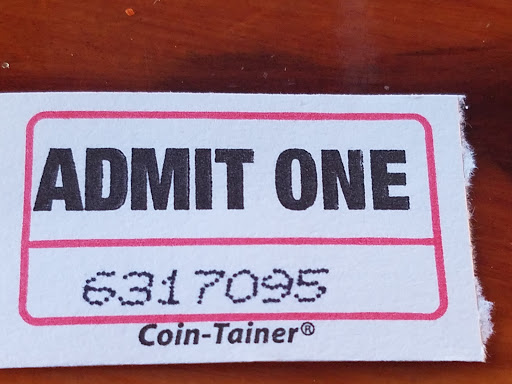 ADMIT ONE
6317095
Coin-Tainer®